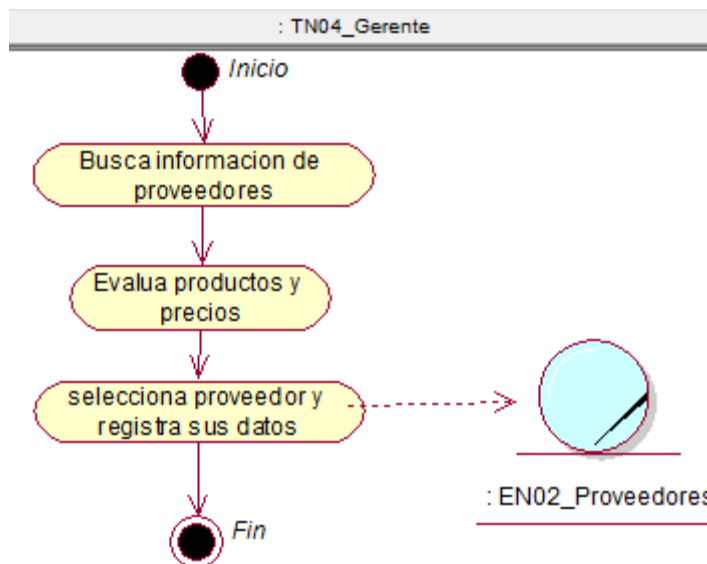 : TN04_Gerente
Inicio
Busca informacion de
proveedores
Evalua productos y
precios
selecciona proveedor y
registra sus datos
: EN02_Proveedores
Fin